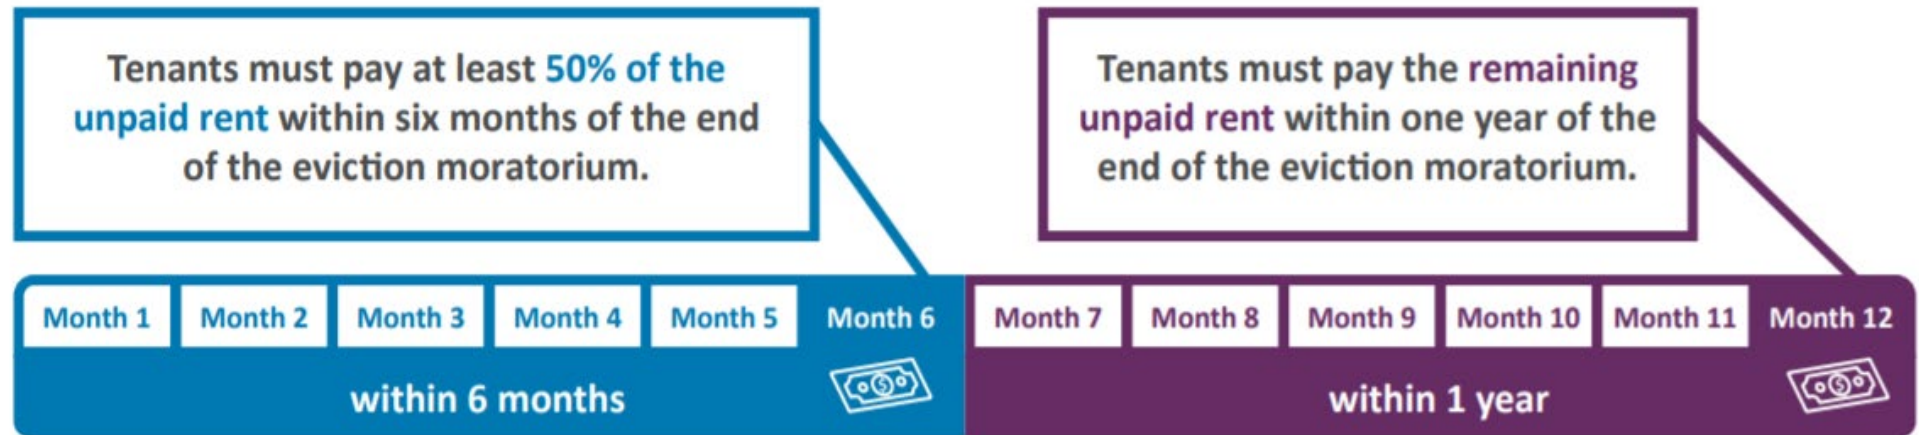 Tenants must pay at least 50% of the
unpaid rent within six months of the end
of the eviction moratorium.
Tenants must pay the remaining
unpaid rent within one year of the
end of the eviction moratorium.
Month 1 Month 2 Month 3 Month 4 Month 5 Month 6 Month 7 Month 8 Month 9 Month 10 Month 11 Month 12
within 6 months $ within 1 year $